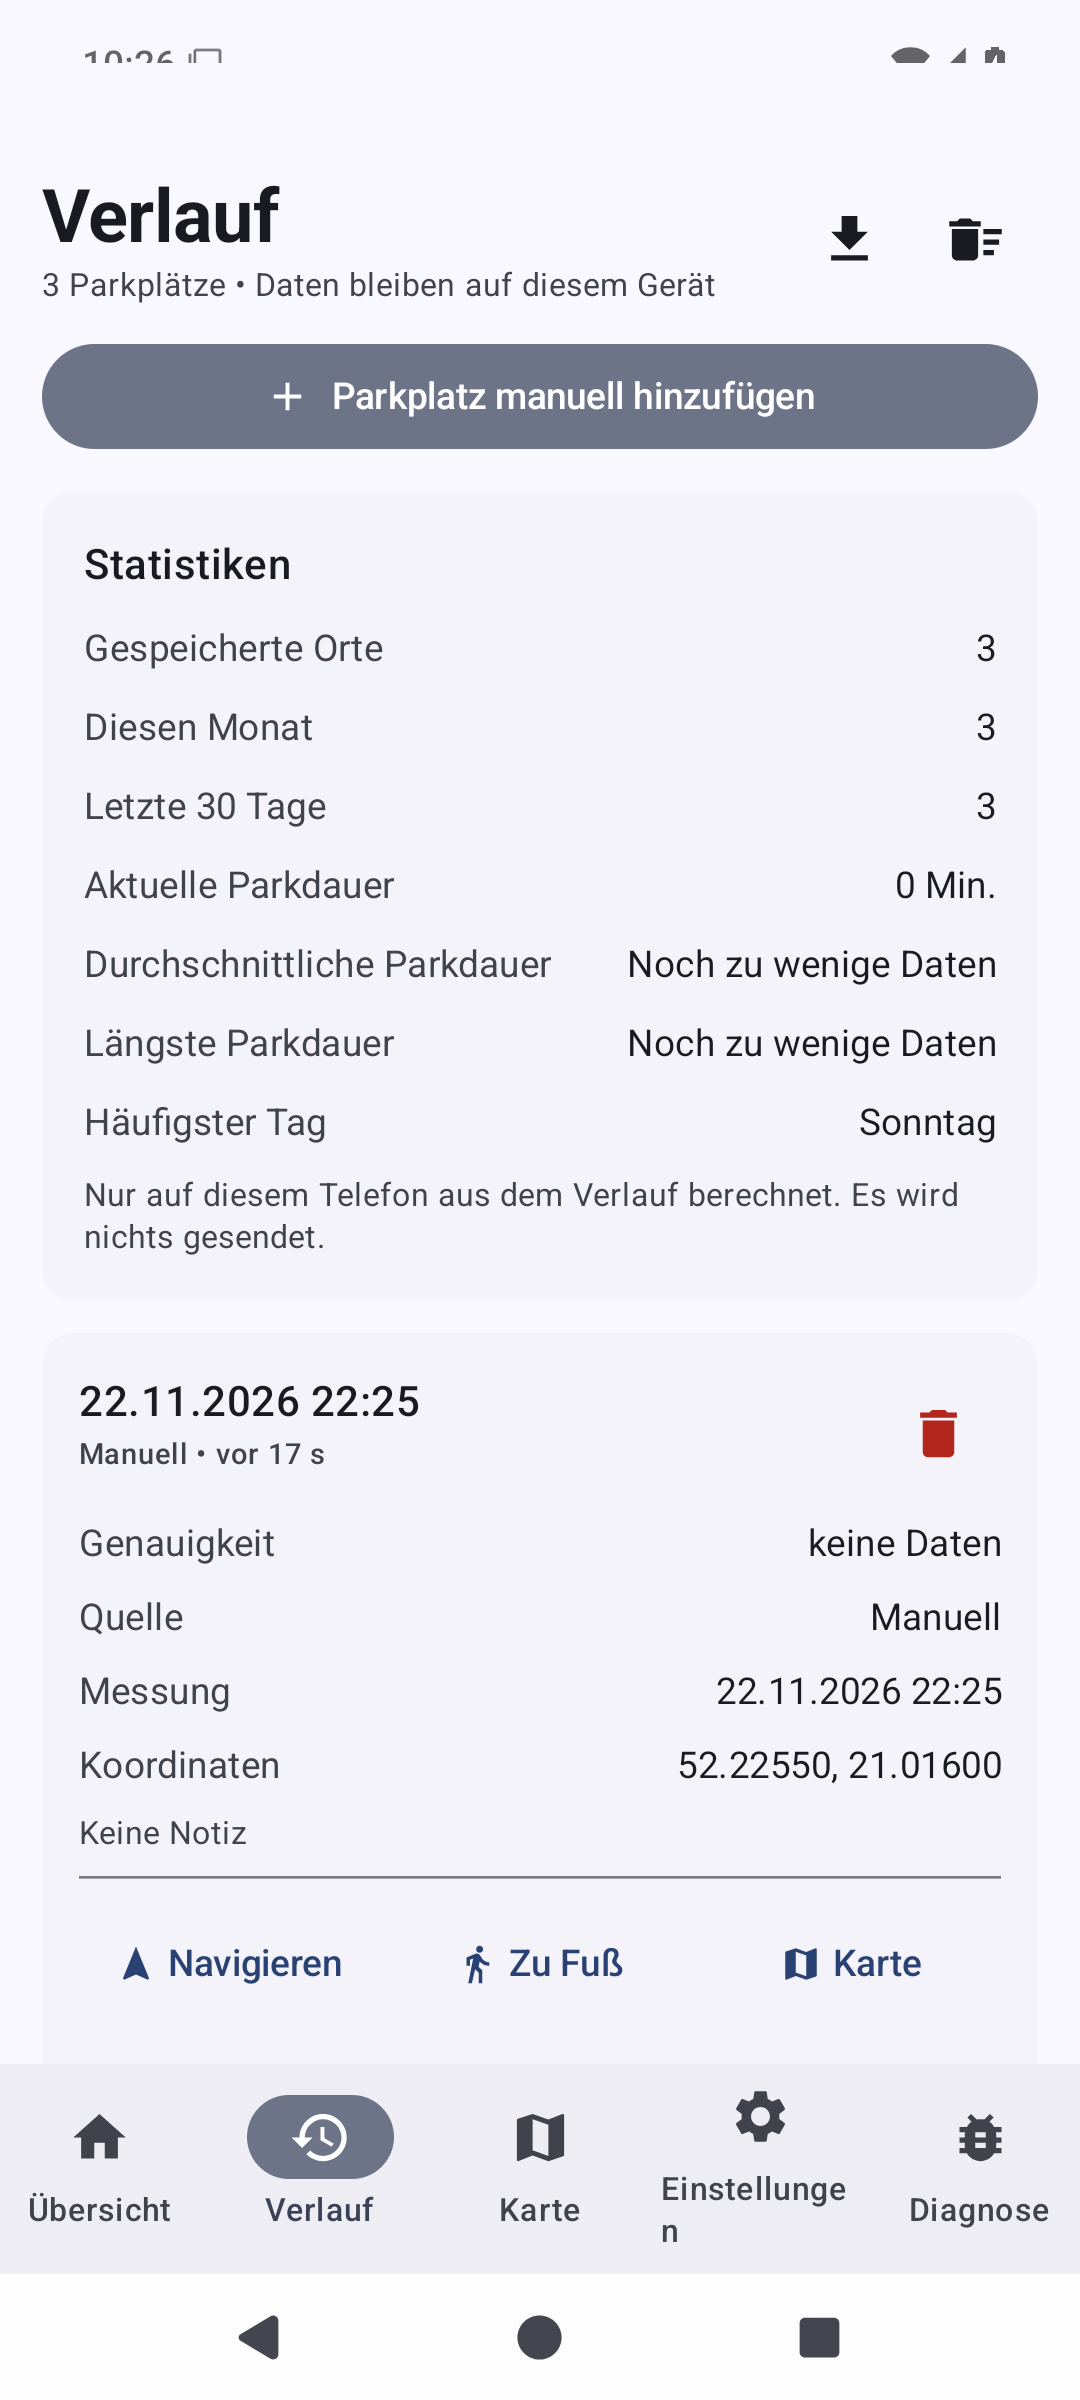 Verlauf
3 Parkplätze • Daten bleiben auf diesem Gerät
Parkplatz manuell hinzufügen
Statistiken
Gespeicherte Orte 3
Diesen Monat 3
Letzte 30 Tage 3
Aktuelle Parkdauer 0 Min.
Durchschnittliche Parkdauer Noch zu wenige Daten
Längste Parkdauer Noch zu wenige Daten
Häufigster Tag Sonntag
Nur auf diesem Telefon aus dem Verlauf berechnet. Es wird
nichts gesendet.
22.11.2026 22:25
Manuell • vor 17 s
Genauigkeit keine Daten
Quelle Manuell
Messung 22.11.2026 22:25
Koordinaten 52.22550, 21.01600
Keine Notiz
Navigieren Zu Fuß Karte
Übersicht Verlauf Karte Einstellunge
n Diagnose